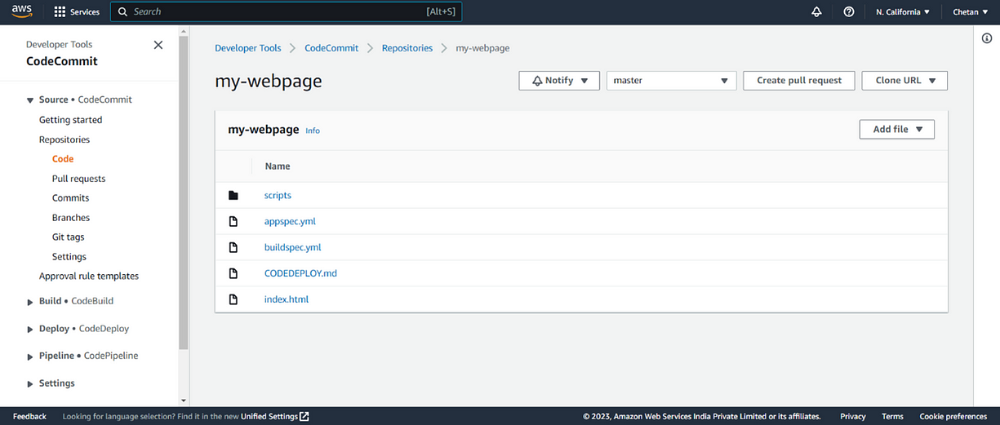 aws Services Search [Alt+S] N. California Chetan
Developer Tools
CodeCommit
Source • CodeCommit
Getting started
Repositories
Code
Pull requests
Commits
Branches
Git tags
Settings
Approval rule templates
Build • CodeBuild
Deploy • CodeDeploy
Pipeline • CodePipeline
Settings
Developer Tools CodeCommit Repositories my-webpage
my-webpage Notify master Create pull request Clone URL
my-webpage Info Add file
Name
scripts
appspec.yml
buildspec.yml
CODEDEPLOY.md
index.html
Feedback Looking for language selection? Find it in the new Unified Settings © 2023, Amazon Web Services India Private Limited or its affiliates. Privacy Terms Cookie preferences